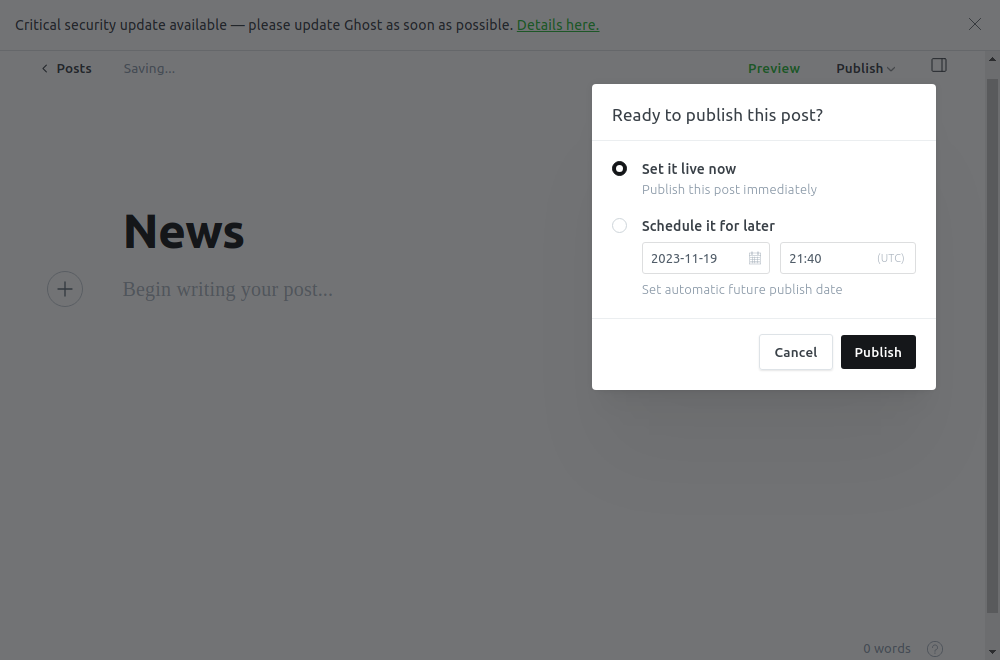 Critical security update available — please update Ghost as soon as possible. Details here.
Posts
Saving...
Preview
Publish
Ready to publish this post?
Set it live now
Publish this post immediately
Schedule it for later
2023-11-19
21:40
(UTC)
Set automatic future publish date
Cancel
Publish
News
Begin writing your post...
0 words
?